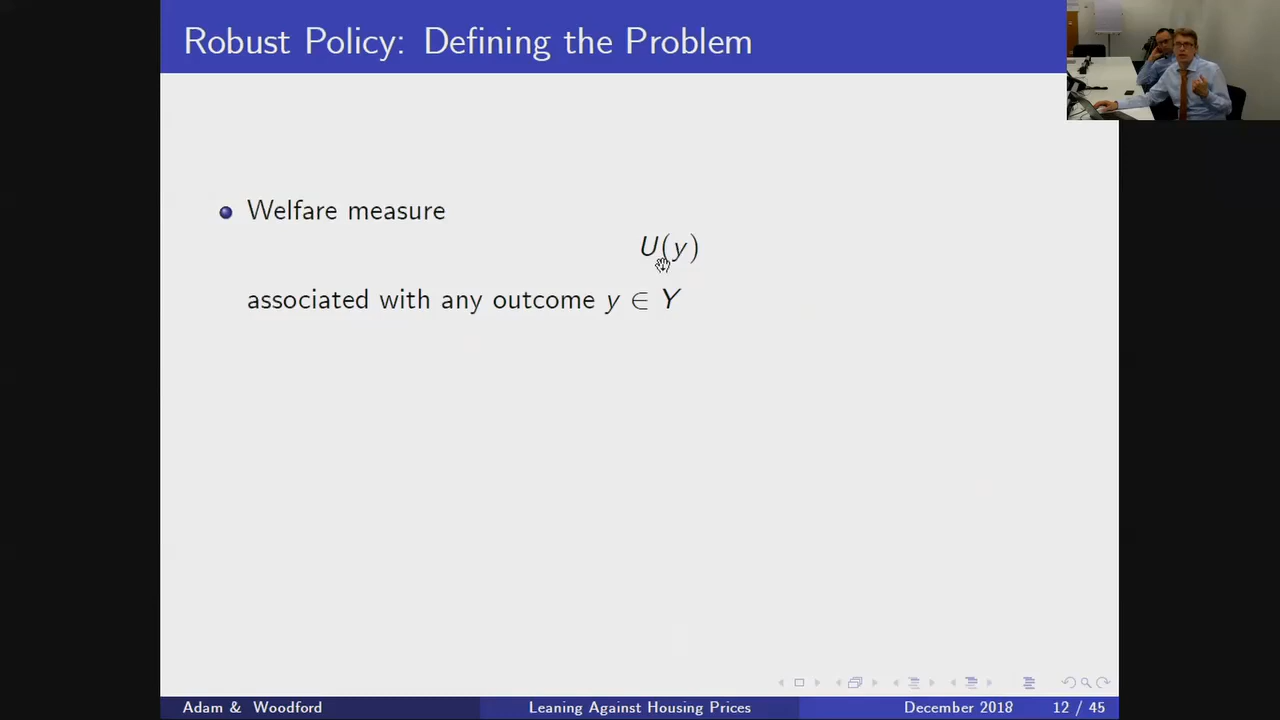 Robust Policy: Defining the Problem
Welfare measure
U(y)
associated with any outcome y ∈ Y
Adam & Woodford
Leaning Against Housing Prices
December 2018
12 / 45